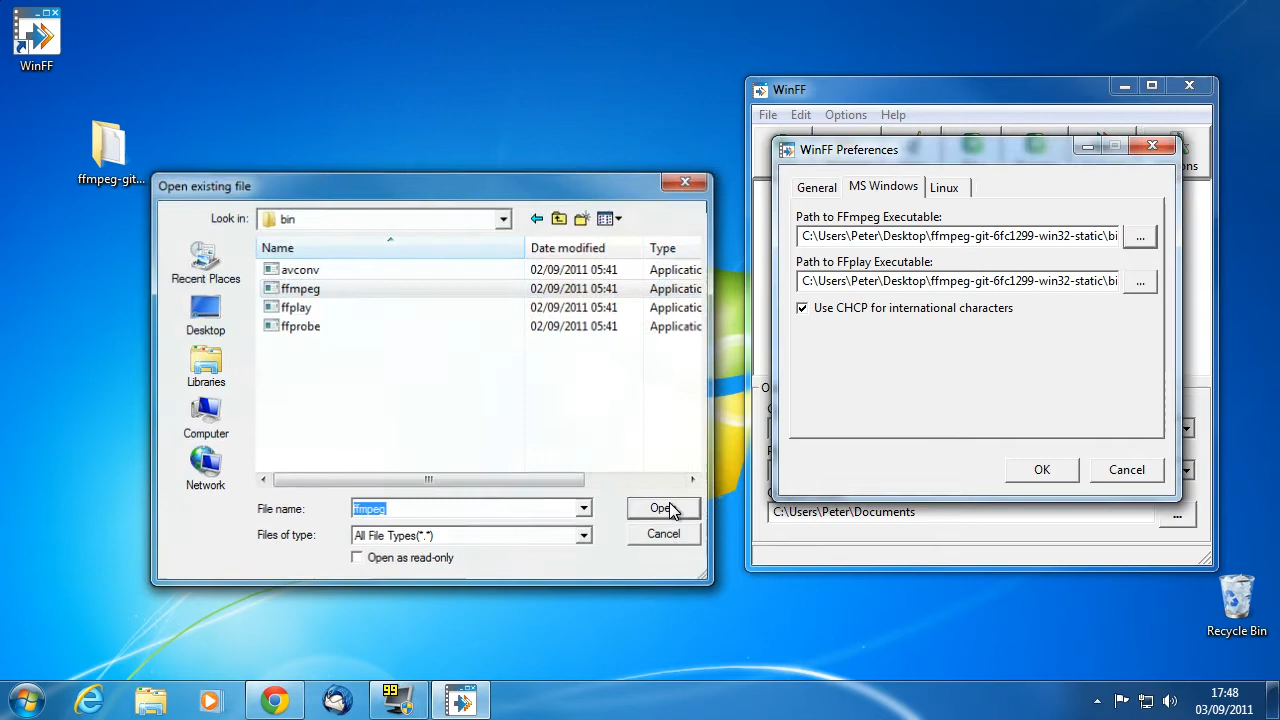 WinFF
ffmpeg-git...
Open existing file
Look in:
bin
Name
Date modified
Type
avconv
02/09/2011 05:41
Applicatic
ffmpeg
02/09/2011 05:41
Applicatic
ffplay
02/09/2011 05:41
Applicatic
ffprobe
02/09/2011 05:41
Applicatic
Recent Places
Desktop
Libraries
Computer
Network
File name:
ffmpeg
Open
Files of type:
All File Types(*.*)
Cancel
Open as read-only
WinFF
File Edit Options Help
WinFF Preferences
General
MS Windows
Linux
Path to FFmpeg Executable:
C:\Users\Peter\Desktop\ffmpeg-git-6fc1299-win32-static\bi
...
Path to FFplay Executable:
C:\Users\Peter\Desktop\ffmpeg-git-6fc1299-win32-static\bi
...
Use CHCP for international characters
OK
Cancel
C:\Users\Peter\Documents
...
Recycle Bin
99
17:48
03/09/2011